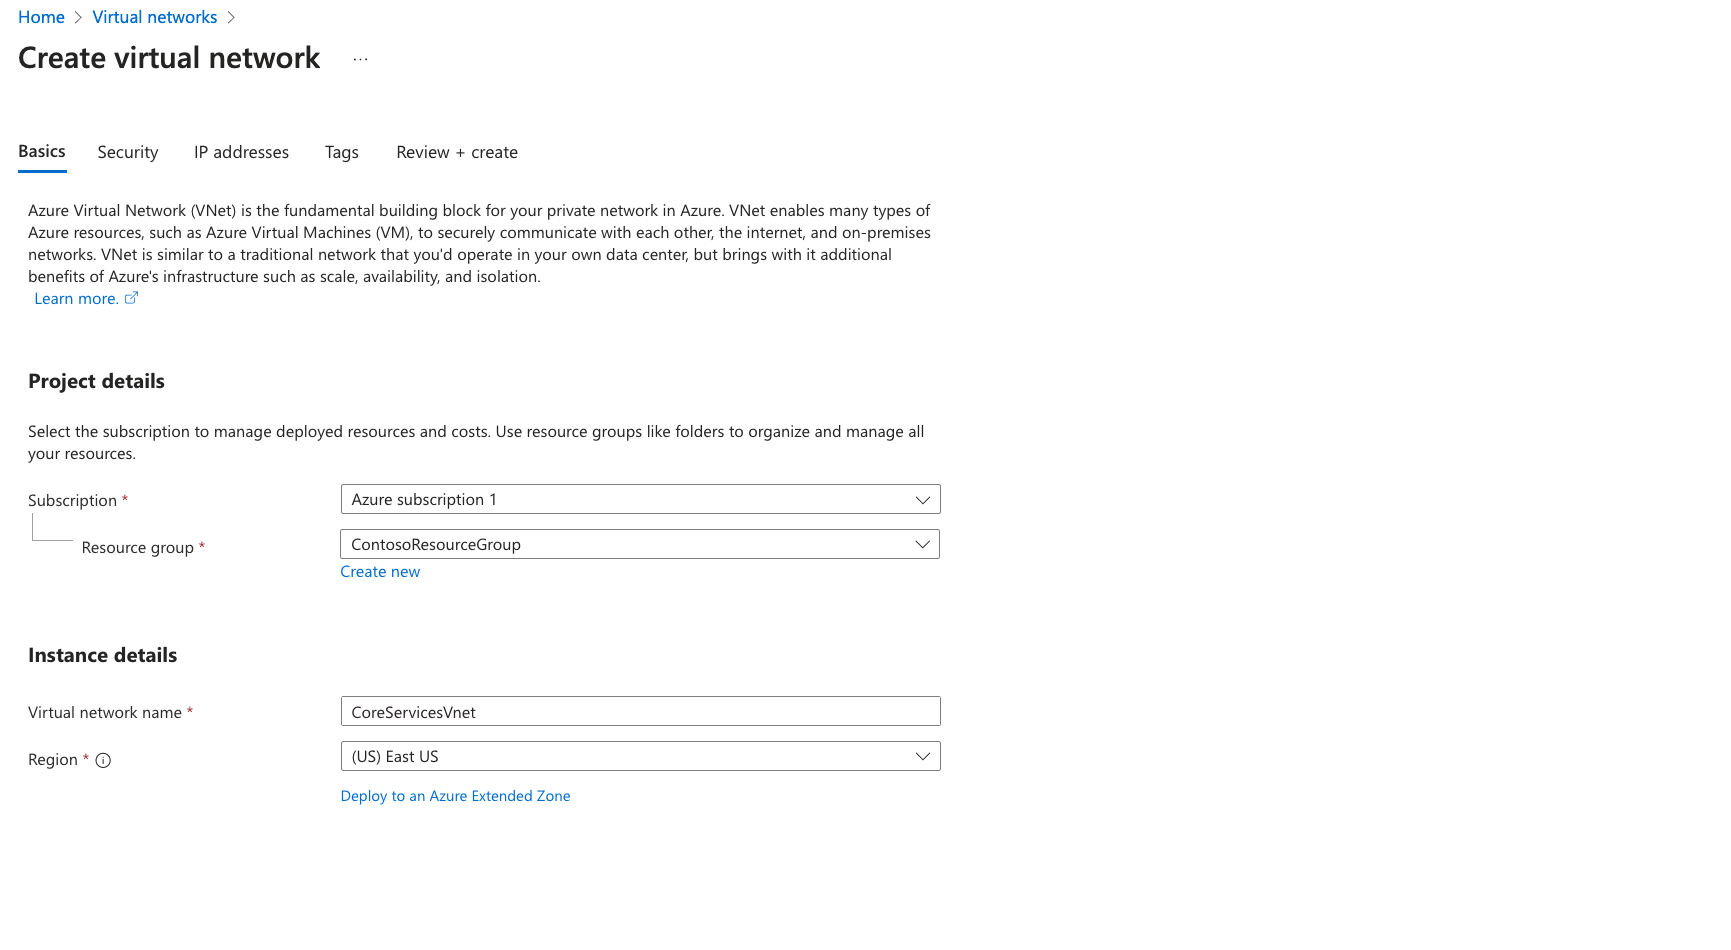 Home > Virtual networks >
Create virtual network ...
Basics Security IP addresses Tags Review + create
Azure Virtual Network (VNet) is the fundamental building block for your private network in Azure. VNet enables many types of
Azure resources, such as Azure Virtual Machines (VM), to securely communicate with each other, the internet, and on-premises
networks. VNet is similar to a traditional network that you'd operate in your own data center, but brings with it additional
benefits of Azure's infrastructure such as scale, availability, and isolation.
Learn more.
Project details
Select the subscription to manage deployed resources and costs. Use resource groups like folders to organize and manage all
your resources.
Subscription * Azure subscription 1
Resource group * ContosoResourceGroup
Create new
Instance details
Virtual network name * CoreServicesVnet
Region * (US) East US
Deploy to an Azure Extended Zone